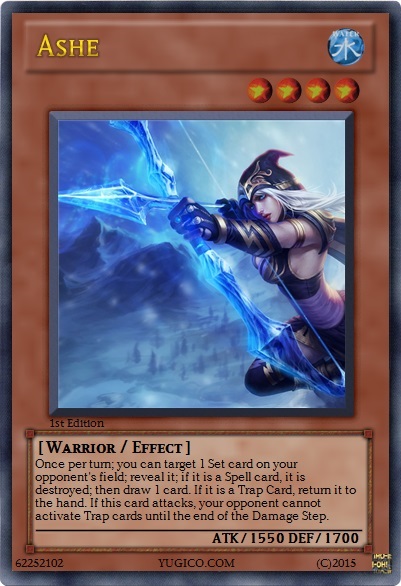 Ashe
WATER
水
1st Edition
[ Warrior / Effect ]
Once per turn; you can target 1 Set card on your
opponent's field; reveal it; if it is a Spell card, it is
destroyed; then draw 1 card. If it is a Trap Card, return it to
the hand. If this card attacks, your opponent cannot
activate Trap cards until the end of the Damage Step.
ATK / 1550 DEF / 1700
62252102 YUGICO.COM (C)2015